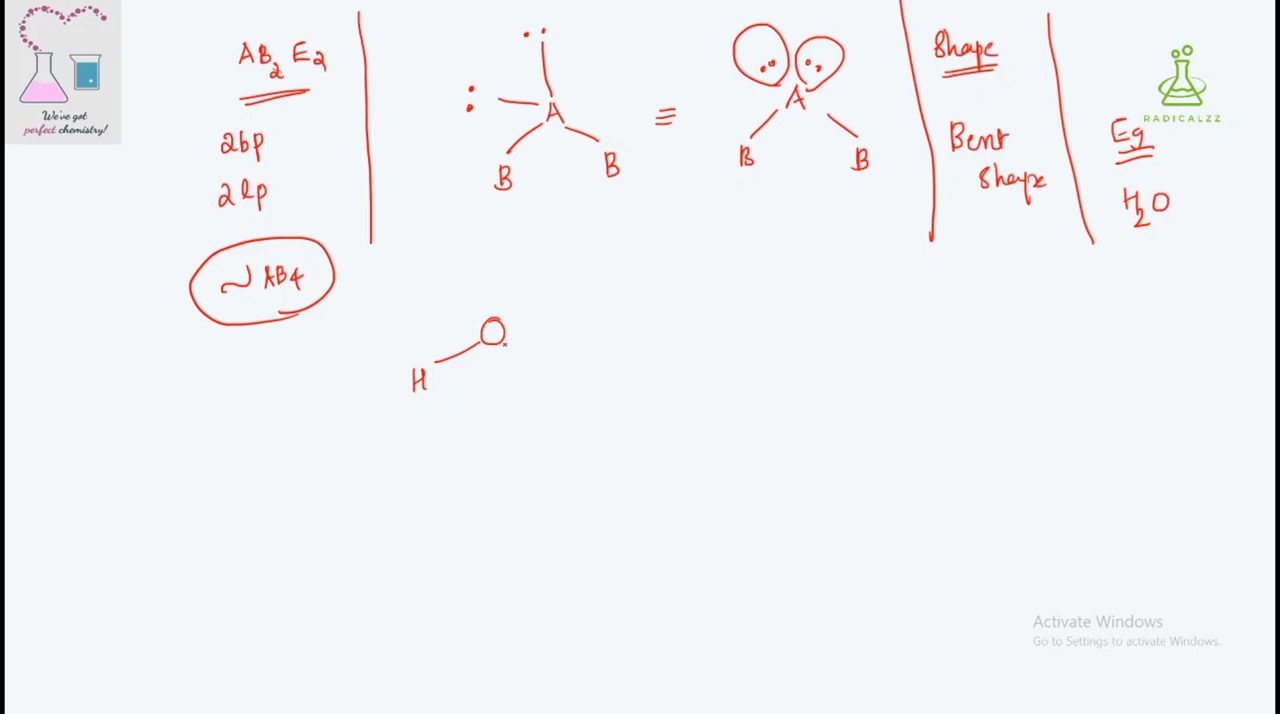 We've got
perfect chemistry!
AB2E2
2bp
2lp
~ AB4
:
: A
B B
≡
A
B B
Shape
Bent
Shape
RADICALZZ
Eg
H2O
H O
Activate Windows
Go to Settings to activate Windows.